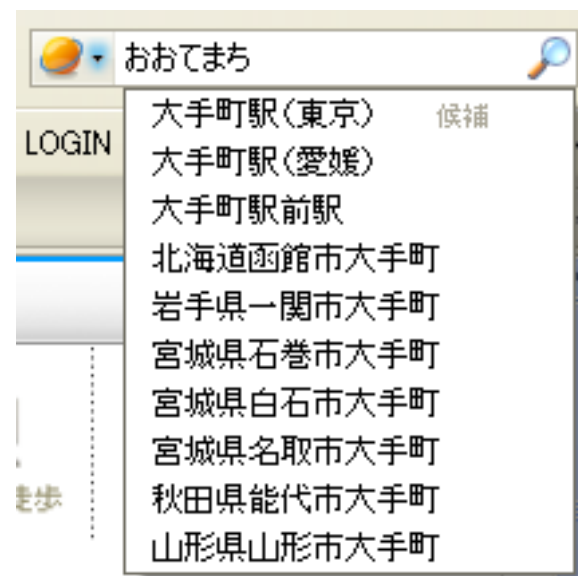 おおてまち
大手町駅(東京) 候補
LOGIN
大手町駅(愛媛)
大手町駅前駅
北海道函館市大手町
岩手県一関市大手町
宮城県石巻市大手町
宮城県白石市大手町
宮城県名取市大手町
秋田県能代市大手町
徒歩
山形県山形市大手町